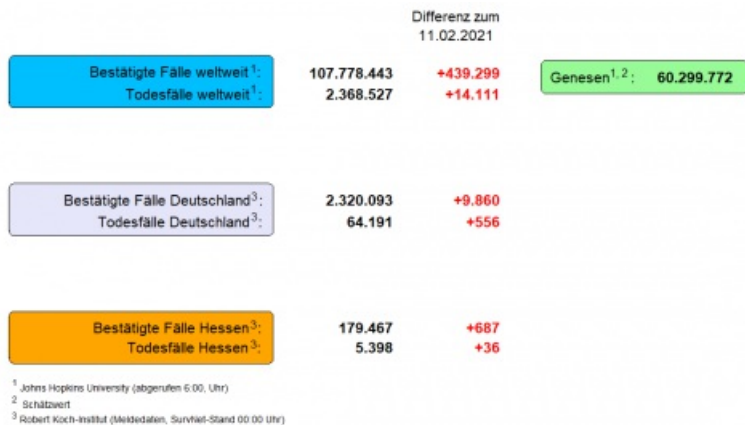 Differenz zum
11.02.2021
Bestätigte Fälle weltweit¹: 107.778.443 +439.299 Genesen¹,²: 60.299.772
Todesfälle weltweit¹: 2.368.527 +14.111
Bestätigte Fälle Deutschland³: 2.320.093 +9.860
Todesfälle Deutschland³: 64.191 +556
Bestätigte Fälle Hessen³: 179.467 +687
Todesfälle Hessen³: 5.398 +36
¹ Johns Hopkins University (abgerufen 6:00, Uhr)
² Schätzwert
³ Robert Koch-Institut (Meldedaten, SurvNet-Stand 00:00 Uhr)